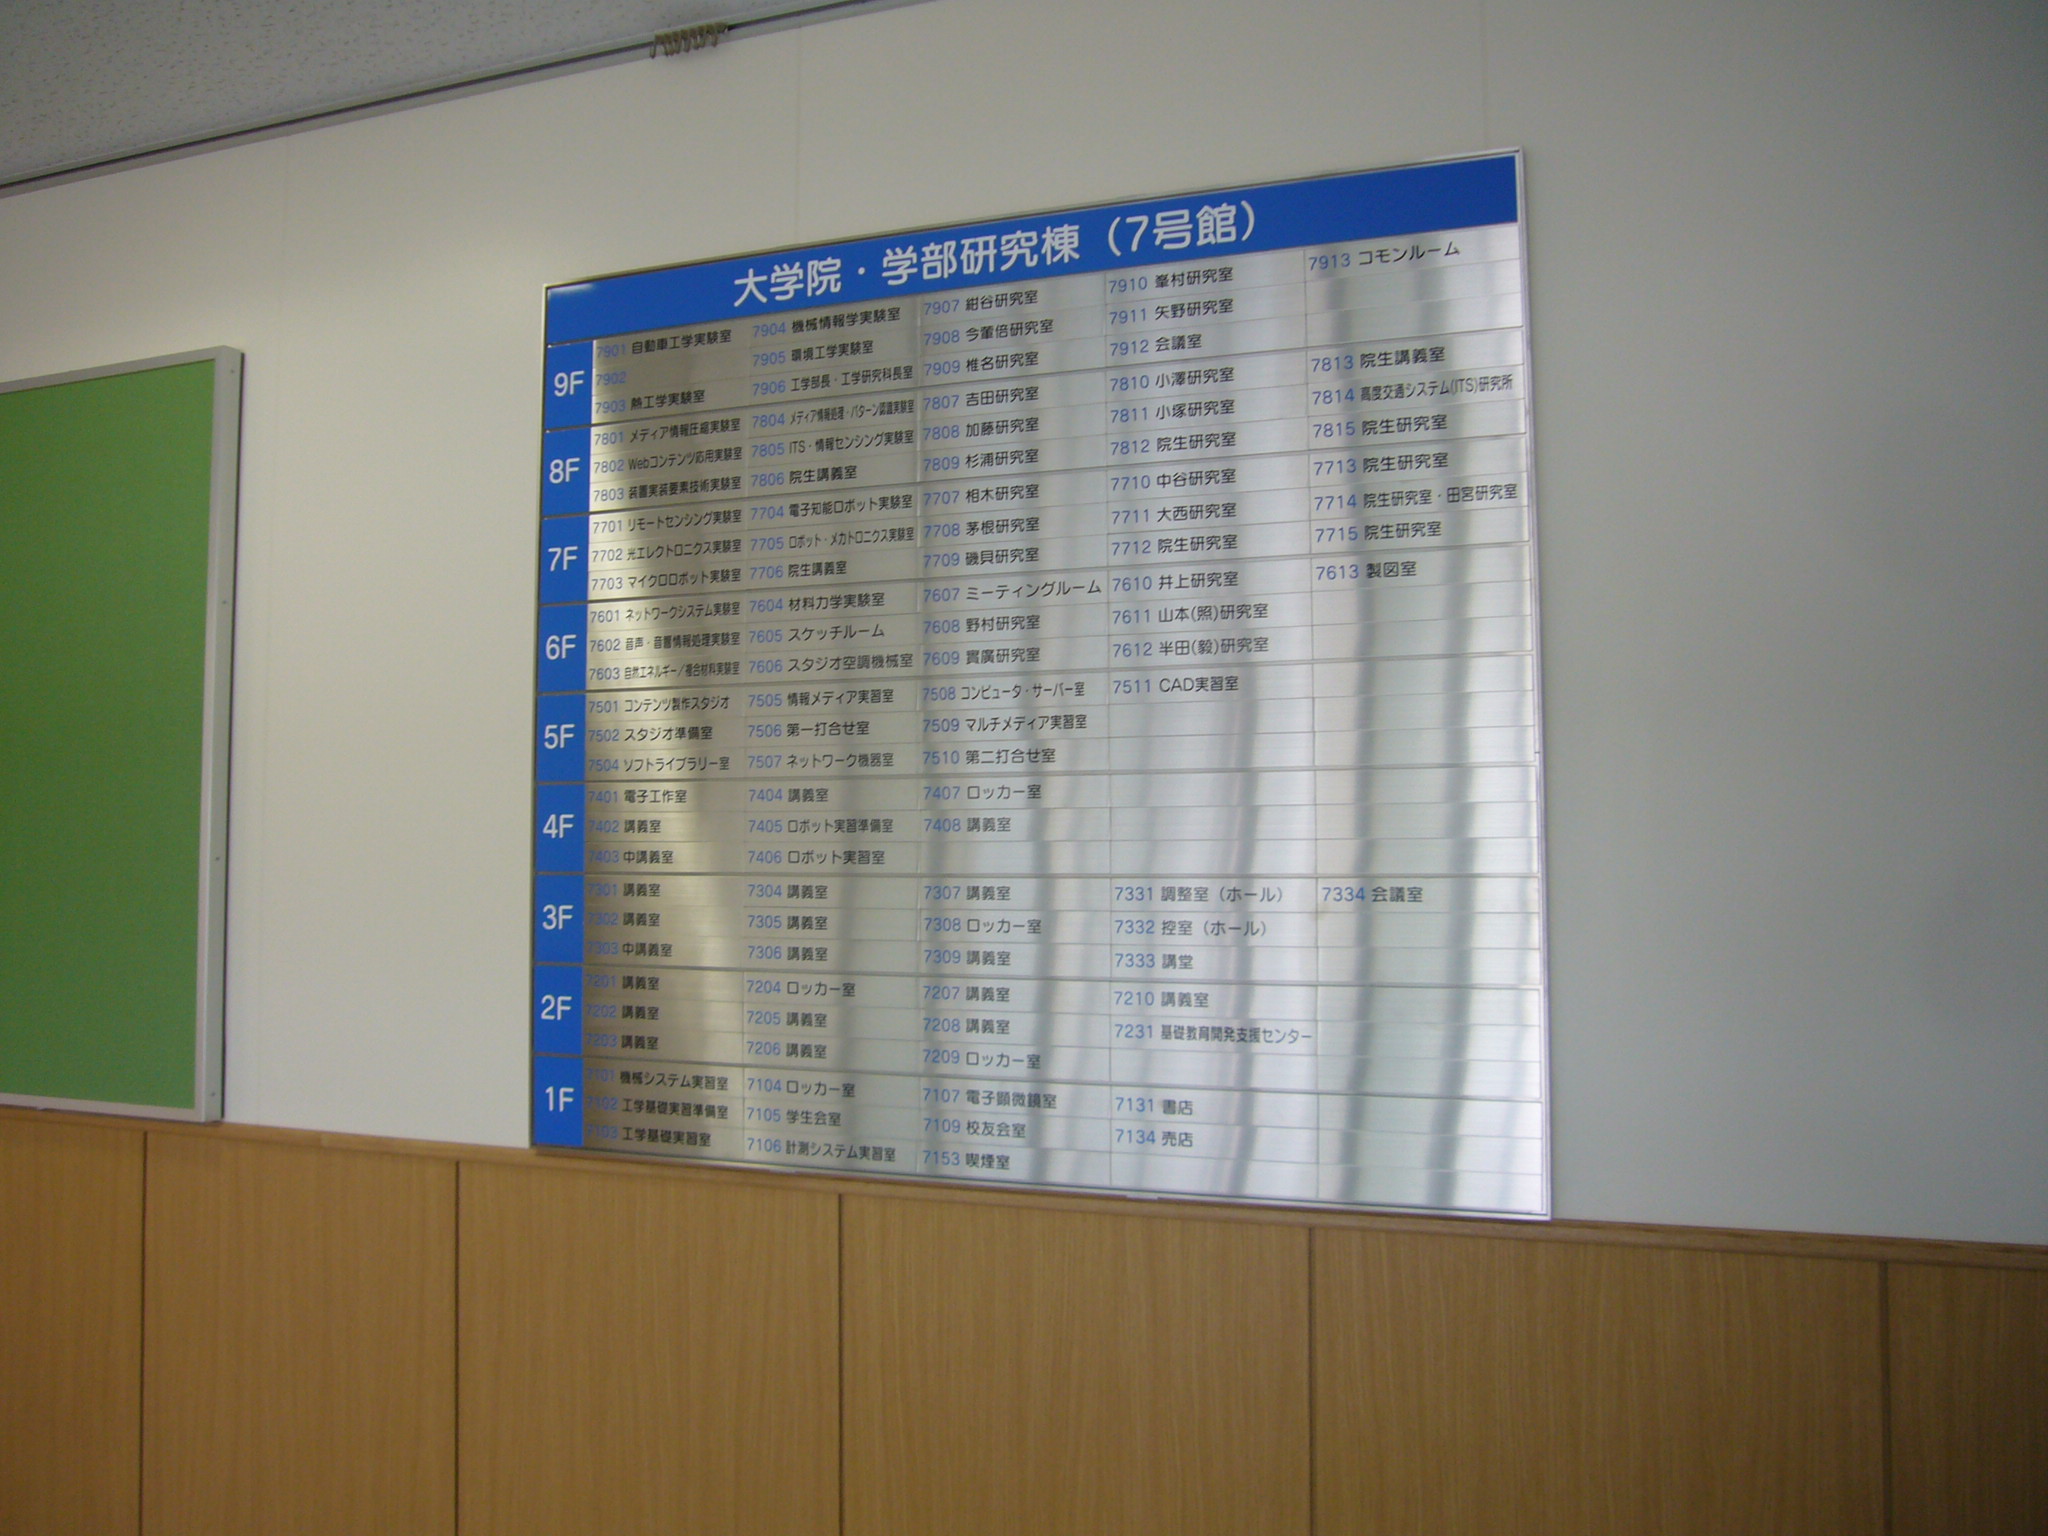 大学院・学部研究棟（7号館）
9F
7901 自動車工学実験室
7902
7903 熱工学実験室
7904 機械情報学実験室
7905 環境工学実験室
7906 工学部長・工学研究科長室
7907 紺谷研究室
7908 今薗倍研究室
7909 椎名研究室
7910 峯村研究室
7911 矢野研究室
7912 会議室
7913 コモンルーム
8F
7801 メディア情報圧縮実験室
7802 Webコンテンツ応用実験室
7803 装置実装要素技術実験室
7804 メディア情報処理・パターン認識実験室
7805 ITS・情報センシング実験室
7806 院生講義室
7807 吉田研究室
7808 加藤研究室
7809 杉浦研究室
7810 小澤研究室
7811 小塚研究室
7812 院生研究室
7813 院生講義室
7814 高度交通システム(ITS)研究所
7815 院生研究室
7F
7701 リモートセンシング実験室
7702 光エレクトロニクス実験室
7703 マイクロロボット実験室
7704 電子知能ロボット実験室
7705 ロボット・メカトロニクス実験室
7706 院生講義室
7707 相木研究室
7708 茅根研究室
7709 磯貝研究室
7710 中谷研究室
7711 大西研究室
7712 院生研究室
7713 院生研究室
7714 院生研究室・田宮研究室
7715 院生研究室
6F
7601 ネットワークシステム実験室
7602 音声・音響情報処理実験室
7603 自然エネルギー／複合材料実験室
7604 材料力学実験室
7605 スケッチルーム
7606 スタジオ空調機械室
7607 ミーティングルーム
7608 野村研究室
7609 實廣研究室
7610 井上研究室
7611 山本(照)研究室
7612 半田(毅)研究室
7613 製図室
5F
7501 コンテンツ製作スタジオ
7502 スタジオ準備室
7504 ソフトライブラリー室
7505 情報メディア実習室
7506 第一打合せ室
7507 ネットワーク機器室
7508 コンピュータ・サーバー室
7509 マルチメディア実習室
7510 第二打合せ室
7511 CAD実習室
4F
7401 電子工作室
7402 講義室
7403 中講義室
7404 講義室
7405 ロボット実習準備室
7406 ロボット実習室
7407 ロッカー室
7408 講義室
3F
7301 講義室
7302 講義室
7303 中講義室
7304 講義室
7305 講義室
7306 講義室
7307 講義室
7308 ロッカー室
7309 講義室
7331 調整室（ホール）
7332 控室（ホール）
7333 講堂
7334 会議室
2F
7201 講義室
7202 講義室
7203 講義室
7204 ロッカー室
7205 講義室
7206 講義室
7207 講義室
7208 講義室
7209 ロッカー室
7210 講義室
7231 基礎教育開発支援センター
1F
7101 機械システム実習室
7102 工学基礎実習準備室
7103 工学基礎実習室
7104 ロッカー室
7105 学生会室
7106 計測システム実習室
7107 電子顕微鏡室
7109 校友会室
7153 喫煙室
7131 書店
7134 売店